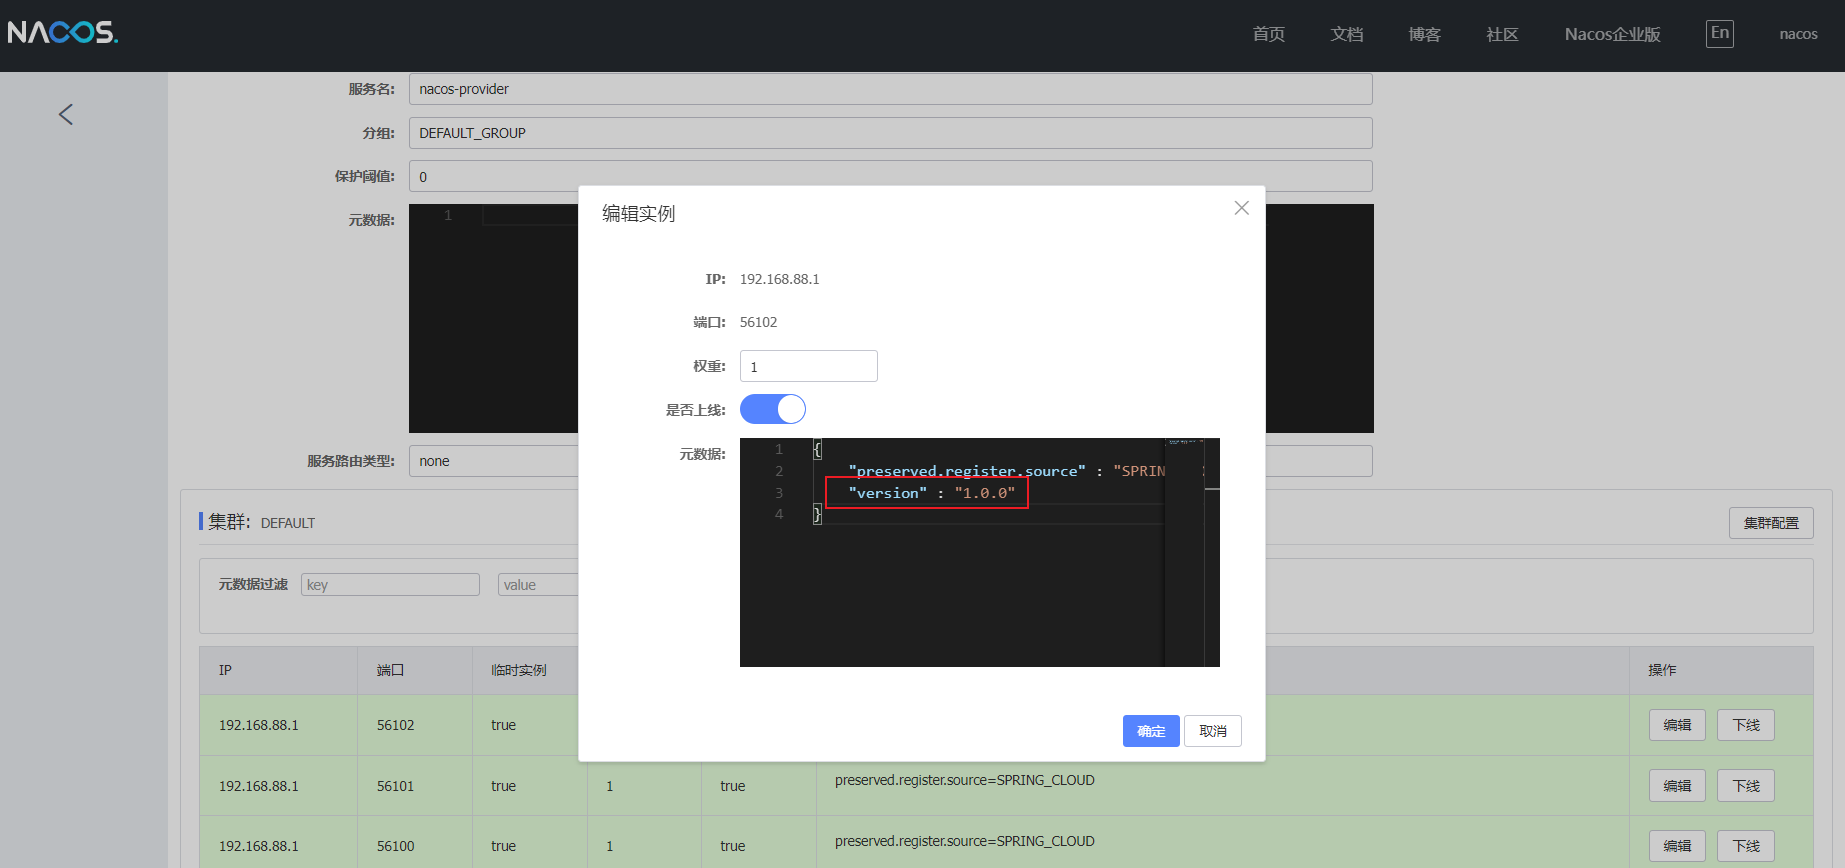 NACOS.
首页 文档 博客 社区 Nacos企业版 En nacos
服务名: nacos-provider
分组: DEFAULT_GROUP
保护阈值: 0
元数据: 1
服务路由类型: none
编辑实例
IP: 192.168.88.1
端口: 56102
权重: 1
是否上线:
元数据:
1 {
2 "preserved.register.source" : "SPRIN
3 "version" : "1.0.0"
4 }
确定 取消
集群: DEFAULT
集群配置
元数据过滤 key value
IP 端口 临时实例 操作
192.168.88.1 56102 true 编辑 下线
192.168.88.1 56101 true 1 true preserved.register.source=SPRING_CLOUD 编辑 下线
192.168.88.1 56100 true 1 true preserved.register.source=SPRING_CLOUD 编辑 下线